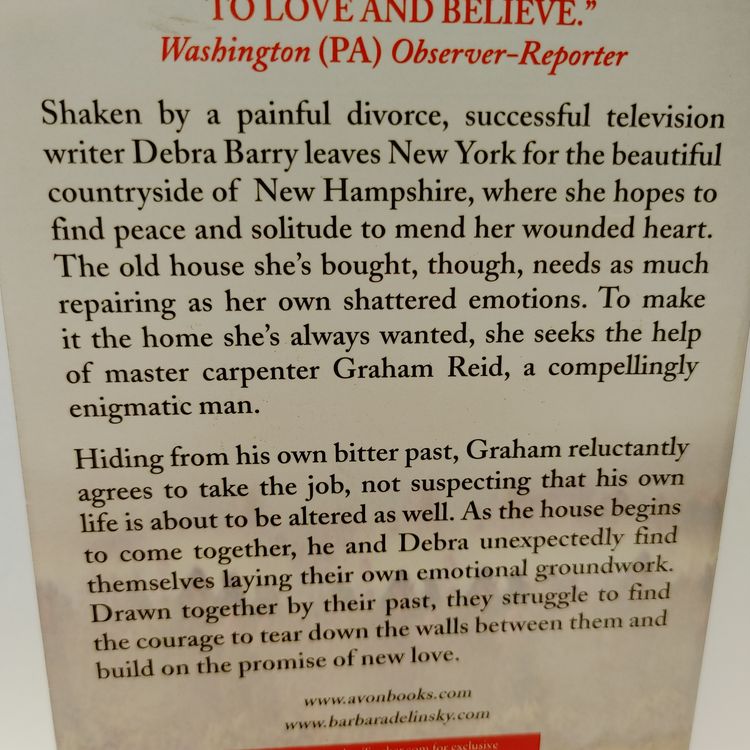 TO LOVE AND BELIEVE."
Washington (PA) Observer-Reporter
Shaken by a painful divorce, successful television
writer Debra Barry leaves New York for the beautiful
countryside of New Hampshire, where she hopes to
find peace and solitude to mend her wounded heart.
The old house she's bought, though, needs as much
repairing as her own shattered emotions. To make
it the home she's always wanted, she seeks the help
of master carpenter Graham Reid, a compellingly
enigmatic man.
Hiding from his own bitter past, Graham reluctantly
agrees to take the job, not suspecting that his own
life is about to be altered as well. As the house begins
to come together, he and Debra unexpectedly find
themselves laying their own emotional groundwork.
Drawn together by their past, they struggle to find
the courage to tear down the walls between them and
build on the promise of new love.
www.avonbooks.com
www.barbaradelinsky.com
for exclusive